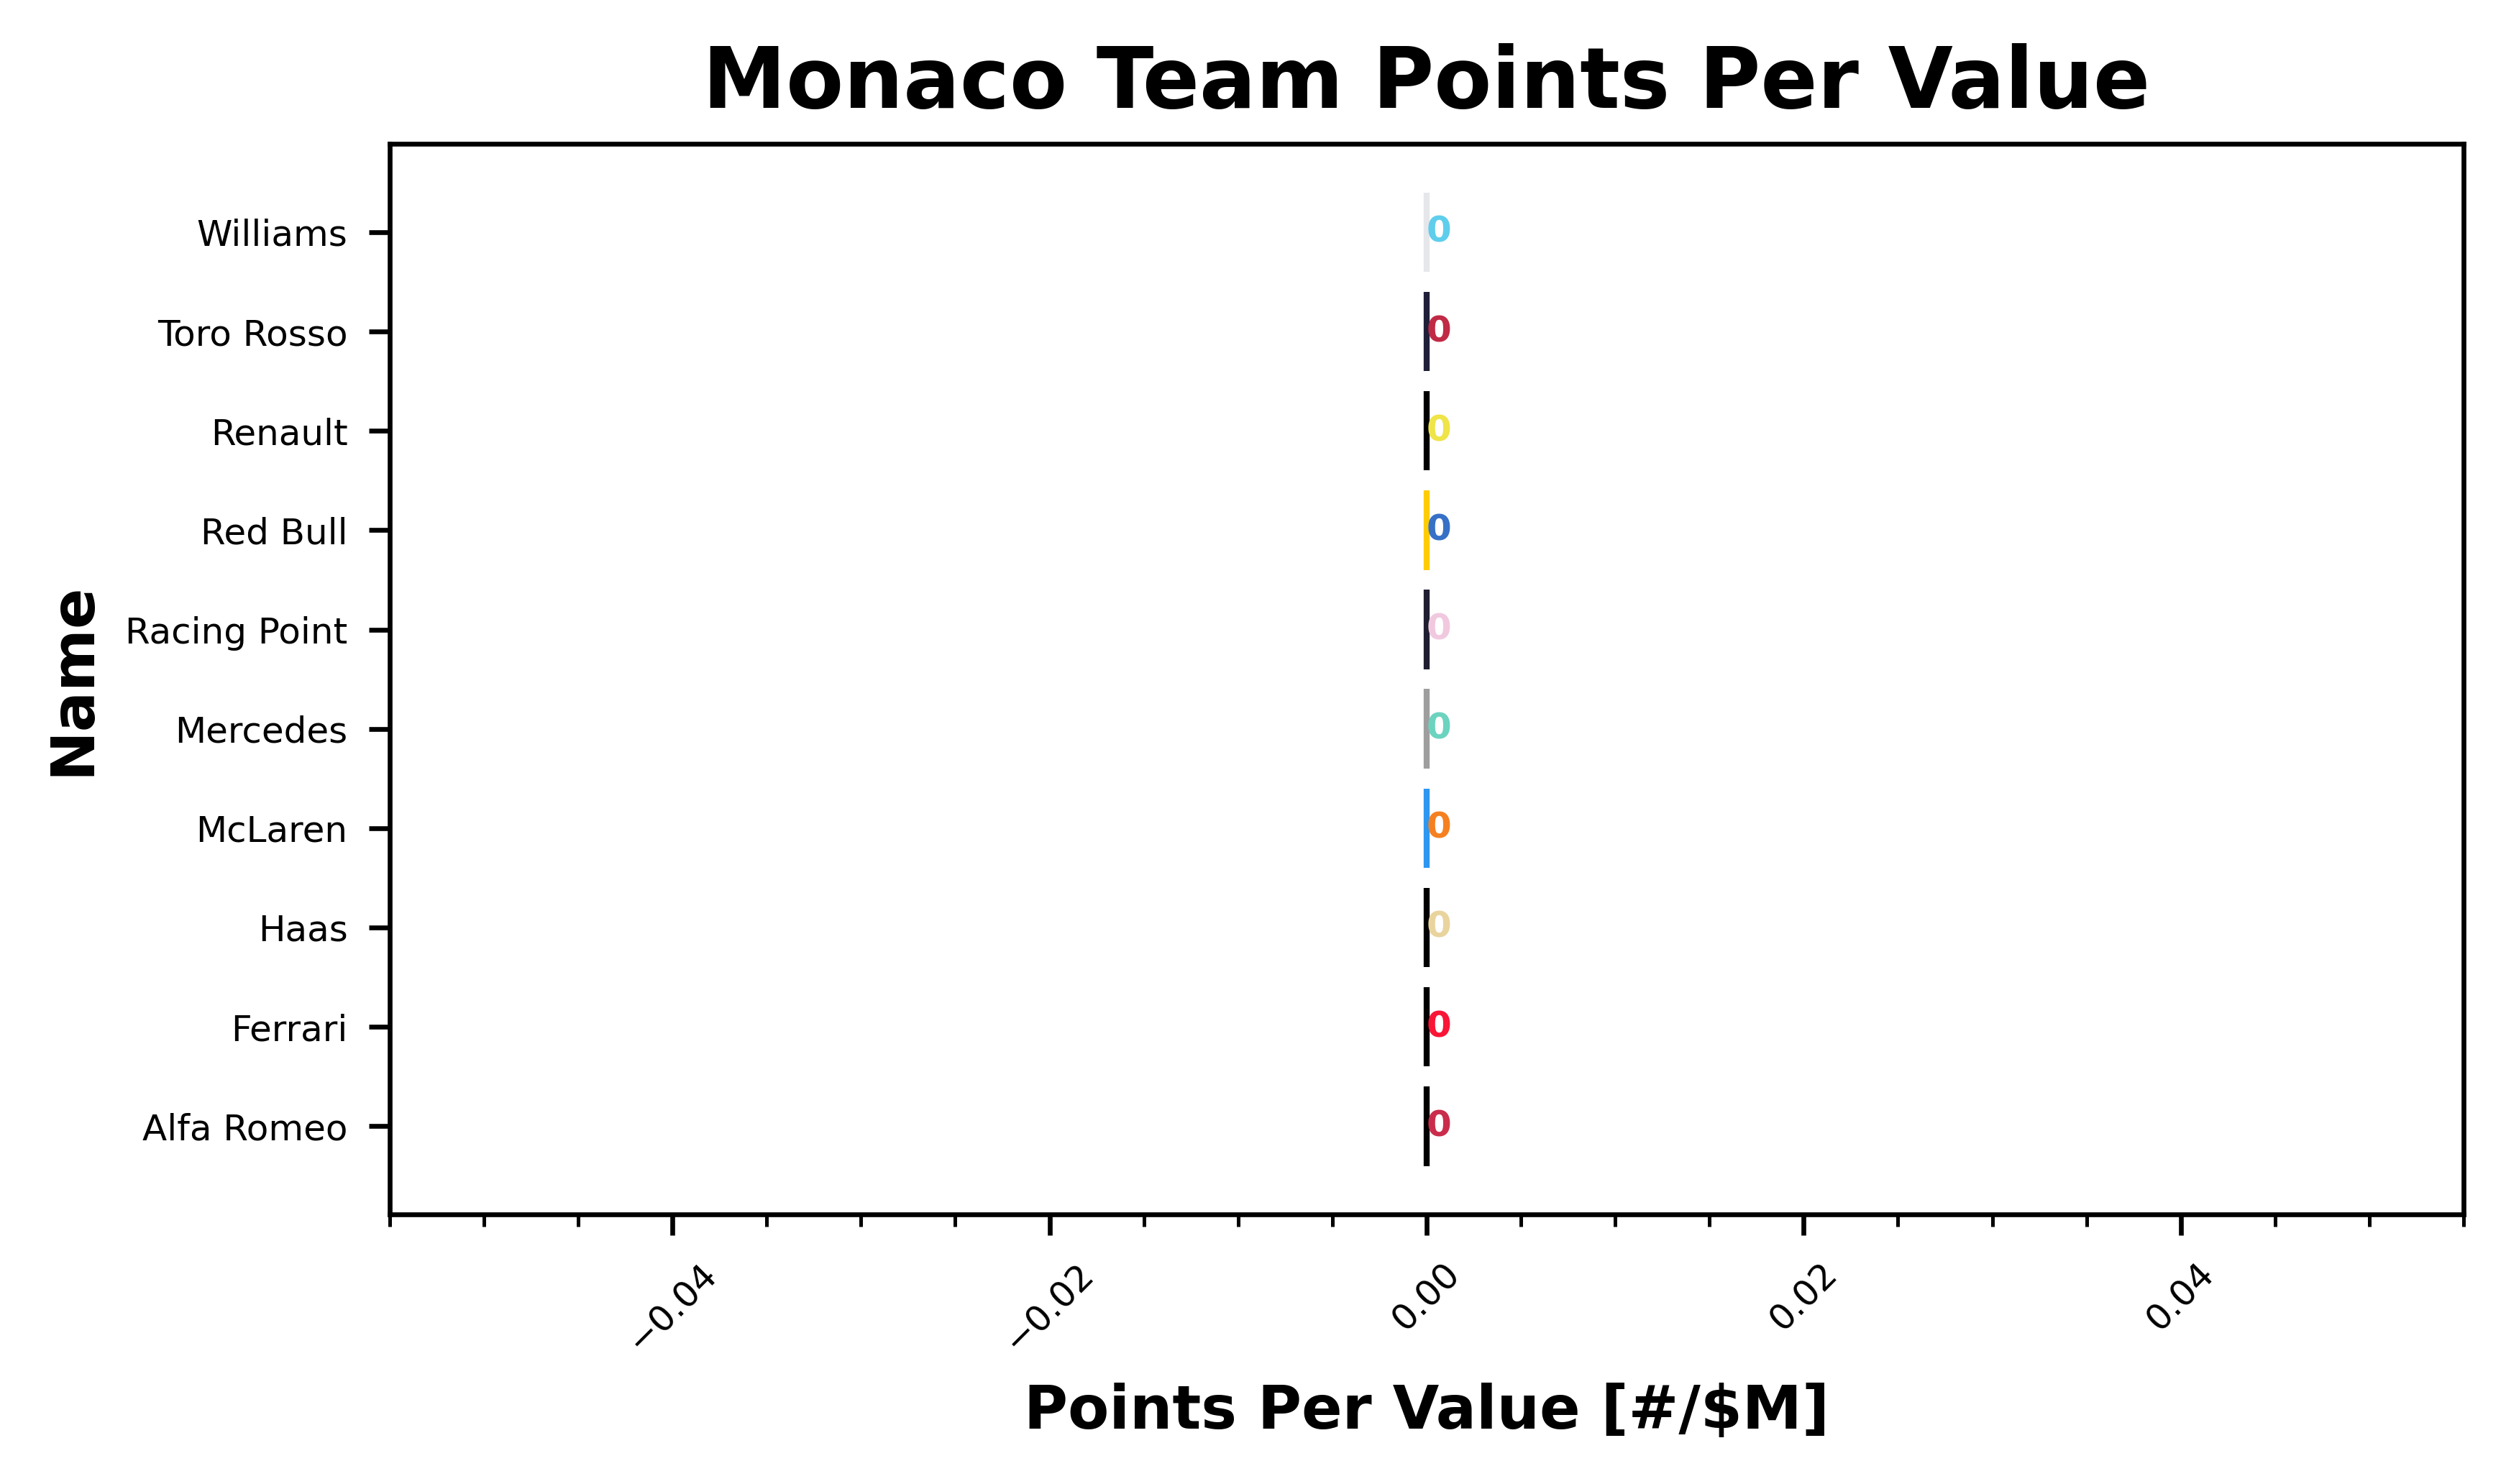 Monaco Team Points Per Value
Name
Williams 0
Toro Rosso 0
Renault 0
Red Bull 0
Racing Point 0
Mercedes 0
McLaren 0
Haas 0
Ferrari 0
Alfa Romeo 0
−0.04 −0.02 0.00 0.02 0.04
Points Per Value [#/$M]